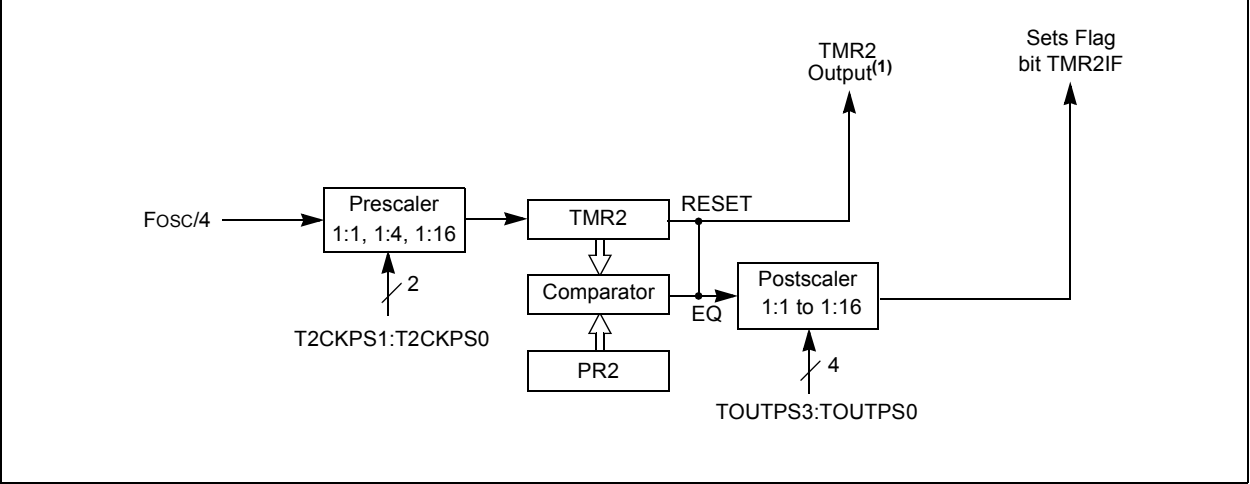 TMR2
Output(1)
Sets Flag
bit TMR2IF
Fosc/4
Prescaler
1:1, 1:4, 1:16
TMR2
RESET
2
Comparator
EQ
Postscaler
1:1 to 1:16
T2CKPS1:T2CKPS0
PR2
4
TOUTPS3:TOUTPS0